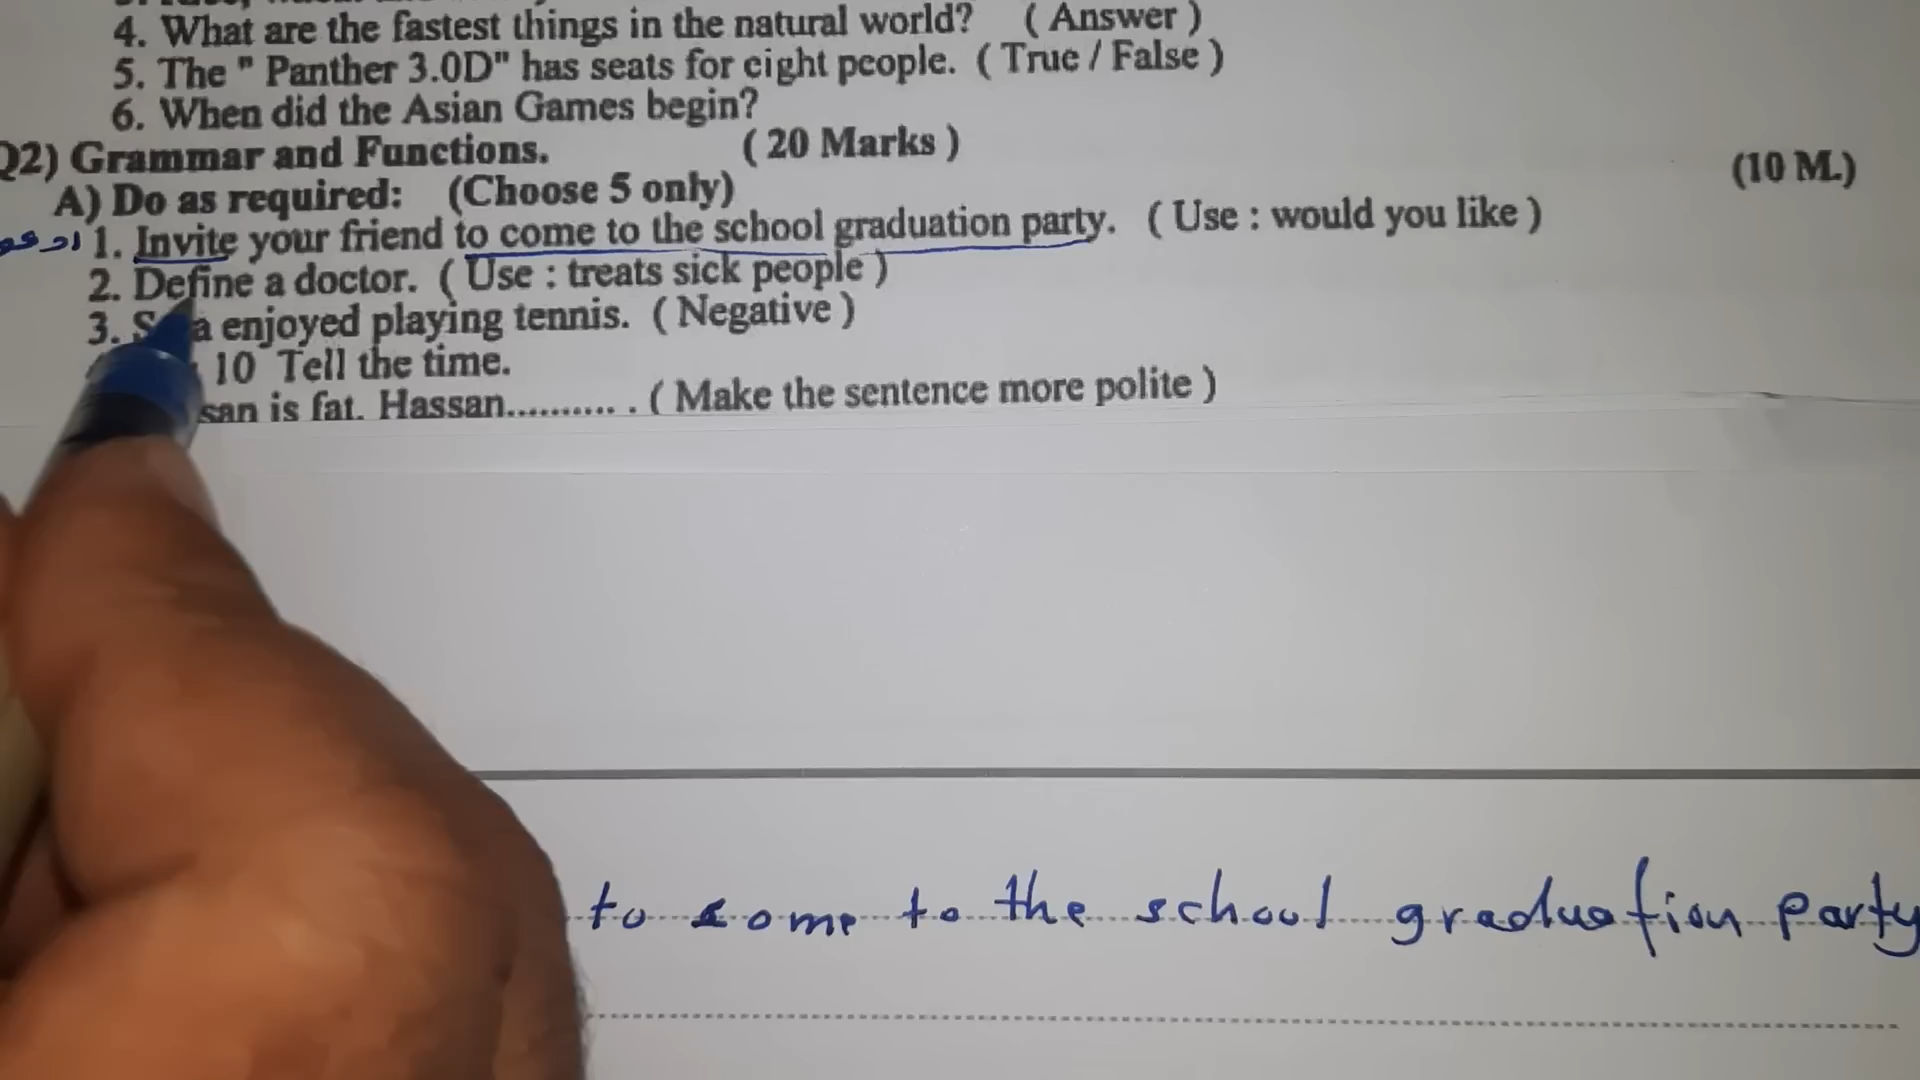 4. What are the fastest things in the natural world? ( Answer )
5. The " Panther 3.0D" has seats for eight people. ( True / False )
6. When did the Asian Games begin?
Q2) Grammar and Functions. ( 20 Marks )
A) Do as required: (Choose 5 only) (10 M.)
1. Invite your friend to come to the school graduation party. ( Use : would you like )
2. Define a doctor. ( Use : treats sick people )
3. enjoyed playing tennis. ( Negative )
10 Tell the time.
is fat. Hassan.......... . ( Make the sentence more polite )
to come to the school graduation party